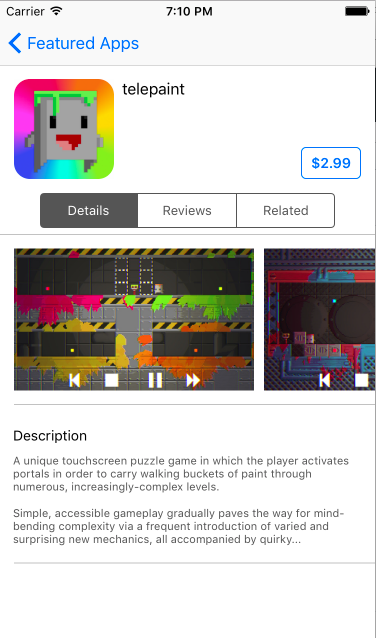 Carrier 7:10 PM
Featured Apps
telepaint
$2.99
Details Reviews Related
Description
A unique touchscreen puzzle game in which the player activates
portals in order to carry walking buckets of paint through
numerous, increasingly-complex levels.
Simple, accessible gameplay gradually paves the way for mind-
bending complexity via a frequent introduction of varied and
surprising new mechanics, all accompanied by quirky...